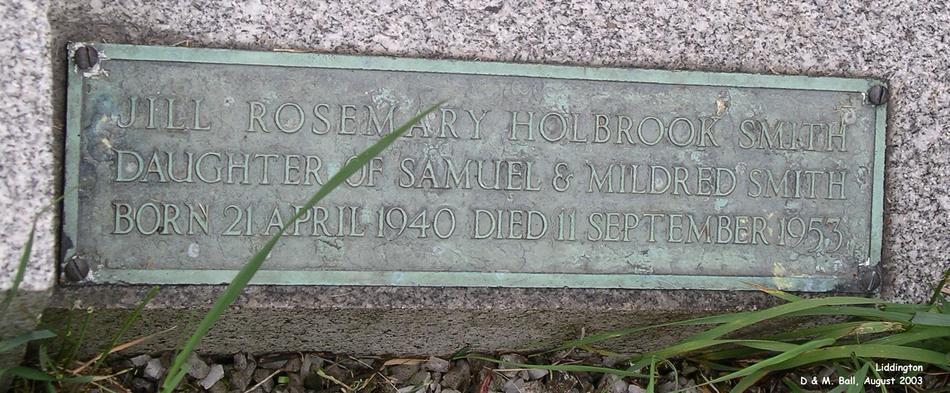 JILL ROSEMARY HOLBROOK SMITH
DAUGHTER OF SAMUEL & MILDRED SMITH
BORN 21 APRIL 1940 DIED 11 SEPTEMBER 1953
Liddington
D & M. Ball, August 2003